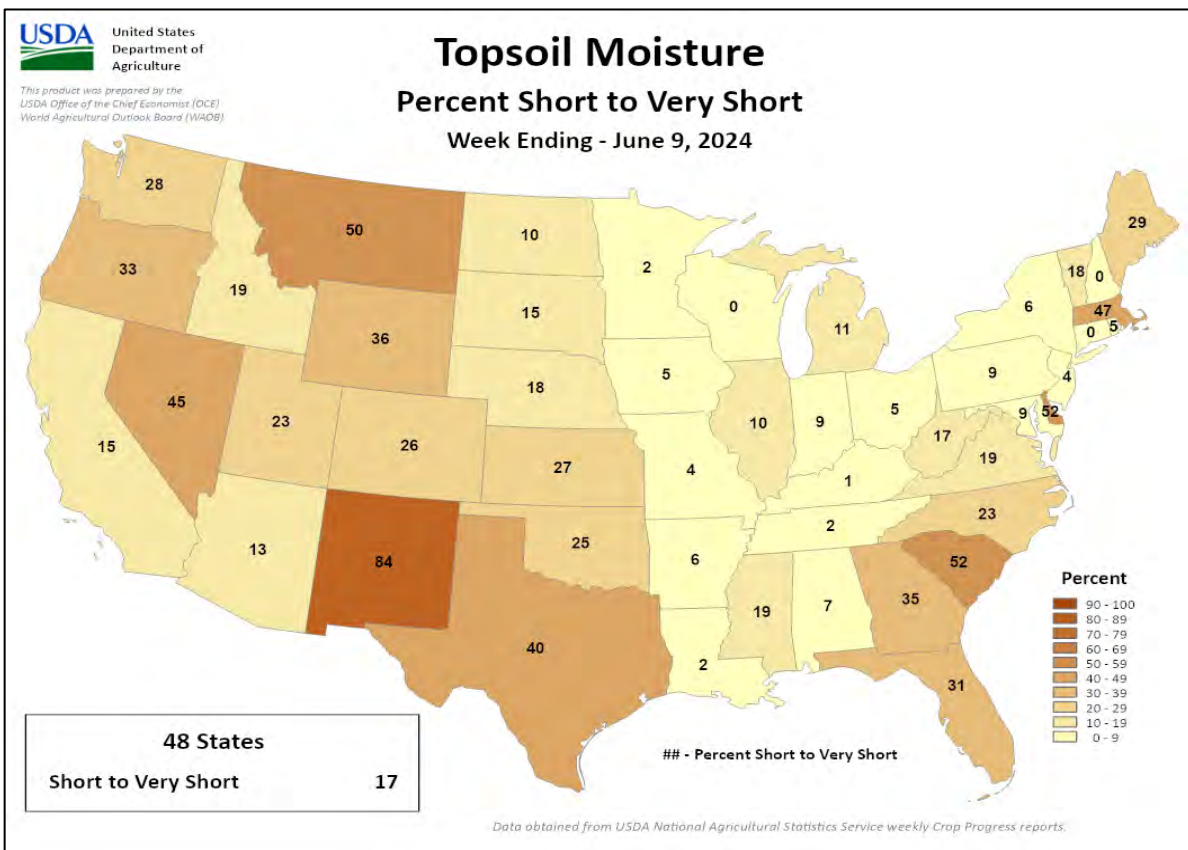 USDA
United States
Department of
Agriculture
This product was prepared by the
USDA Office of the Chief Economist (OCE)
World Agricultural Outlook Board (WAOB)
Topsoil Moisture
Percent Short to Very Short
Week Ending - June 9, 2024
28
50
10
2
29
33
19
15
0
11
6
18
0
47
0
5
36
18
5
9
4
45
23
26
27
10
9
5
9
52
15
4
17
19
1
13
84
25
6
2
23
52
40
2
19
7
35
31
Percent
90 - 100
80 - 89
70 - 79
60 - 69
50 - 59
40 - 49
30 - 39
20 - 29
10 - 19
0 - 9
48 States
Short to Very Short 17
## - Percent Short to Very Short
Data obtained from USDA National Agricultural Statistics Service weekly Crop Progress reports.